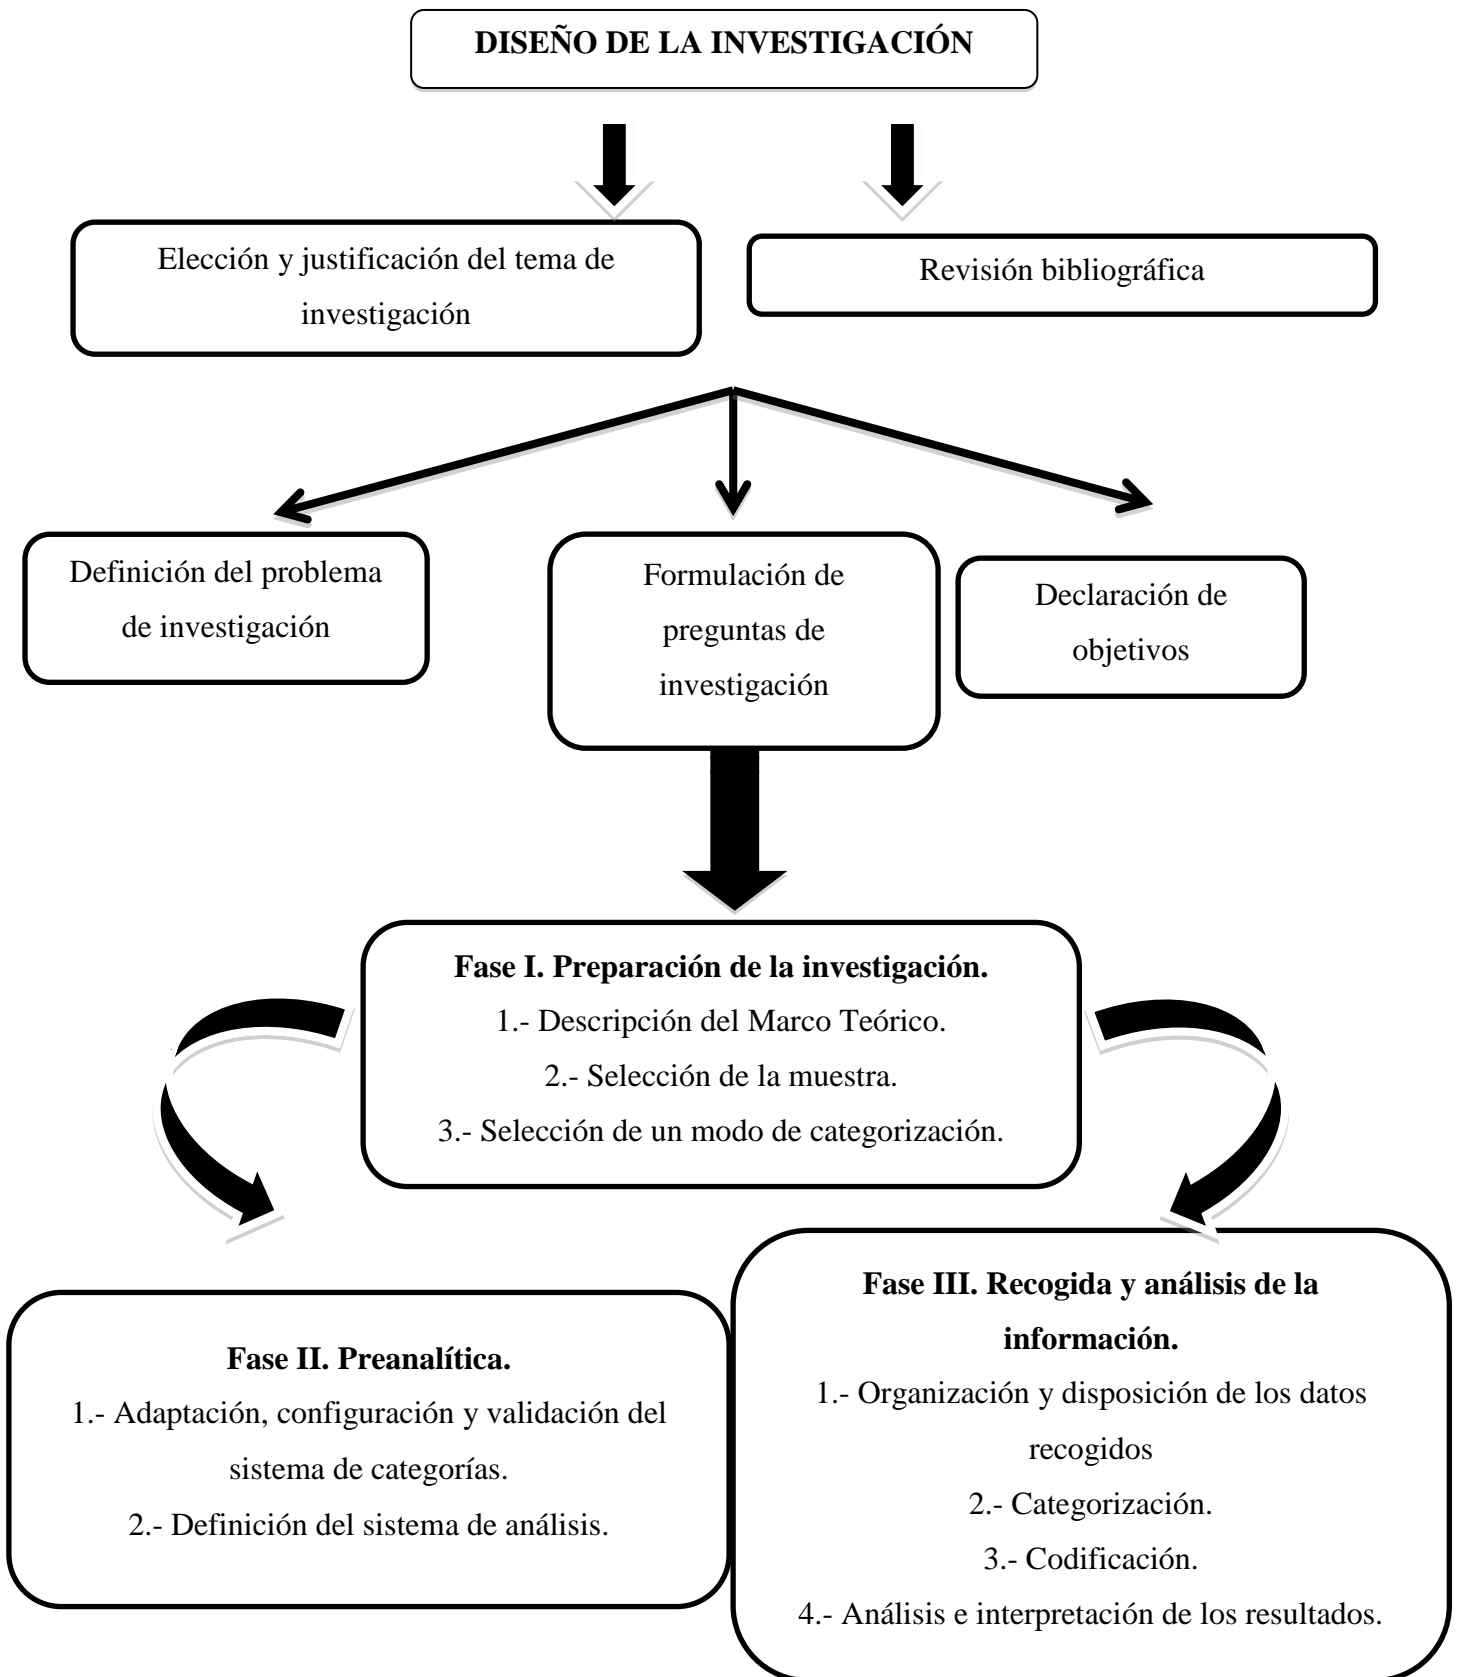 DISEÑO DE LA INVESTIGACIÓN
Elección y justificación del tema de
investigación
Revisión bibliográfica
Definición del problema
de investigación
Formulación de
preguntas de
investigación
Declaración de
objetivos
Fase I. Preparación de la investigación.
1.- Descripción del Marco Teórico.
2.- Selección de la muestra.
3.- Selección de un modo de categorización.
Fase II. Preanalítica.
1.- Adaptación, configuración y validación del
sistema de categorías.
2.- Definición del sistema de análisis.
Fase III. Recogida y análisis de la
información.
1.- Organización y disposición de los datos
recogidos
2.- Categorización.
3.- Codificación.
4.- Análisis e interpretación de los resultados.